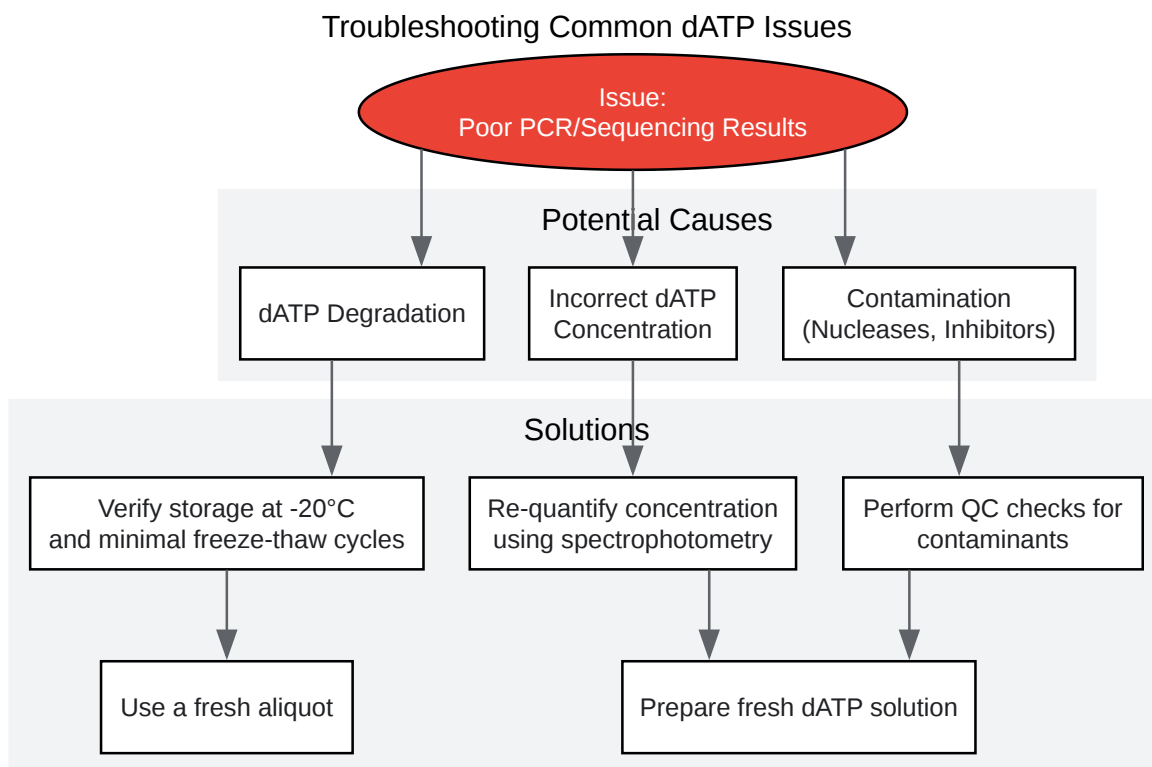 Troubleshooting Common dATP Issues
Issue:
Poor PCR/Sequencing Results
Potential Causes
dATP Degradation
Incorrect dATP
Concentration
Contamination
(Nucleases, Inhibitors)
Solutions
Verify storage at -20°C
and minimal freeze-thaw cycles
Re-quantify concentration
using spectrophotometry
Perform QC checks for
contaminants
Use a fresh aliquot
Prepare fresh dATP solution